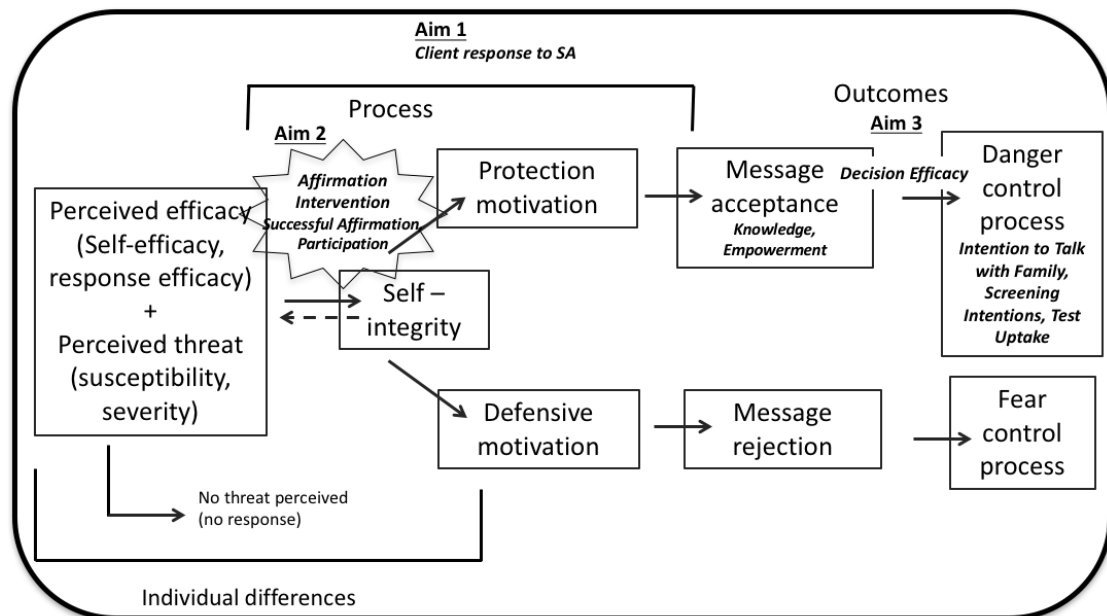 Aim 1
Client response to SA
Process
Outcomes
Aim 2
Aim 3
Affirmation
Intervention
Successful Affirmation,
Participation
Protection
motivation
Message
acceptance
Knowledge,
Empowerment
Decision Efficacy
Danger
control
process
Intention to Talk
with Family,
Screening
Intentions, Test
Uptake
Perceived efficacy
(Self-efficacy,
response efficacy)
+
Perceived threat
(susceptibility,
severity)
Self –
integrity
Defensive
motivation
Message
rejection
Fear
control
process
No threat perceived
(no response)
Individual differences